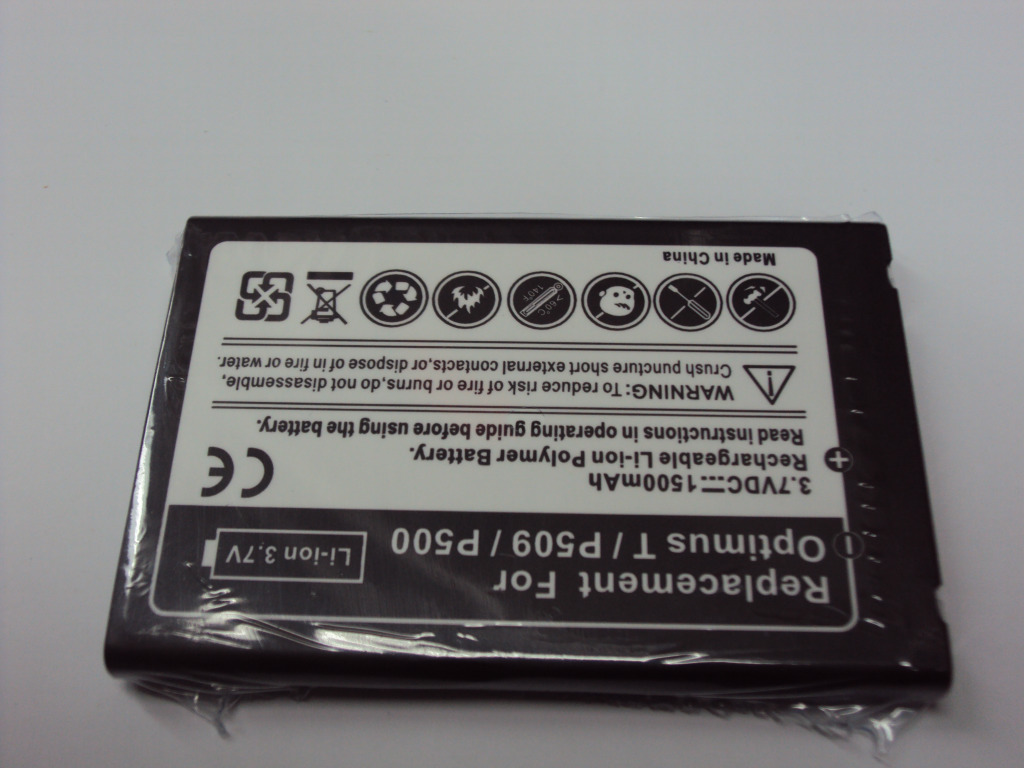 Replacement For
Optimus T / P509 / P500
Li-ion 3.7V
3.7VDC⎓1500mAh
Rechargeable Li-ion Polymer Battery.
Read instructions in operating guide before using the battery.
CE
WARNING: To reduce risk of fire or burns,do not disassemble,
Crush puncture short external contacts,or dispose of in fire or water.
>60°C
140°F
Made in China